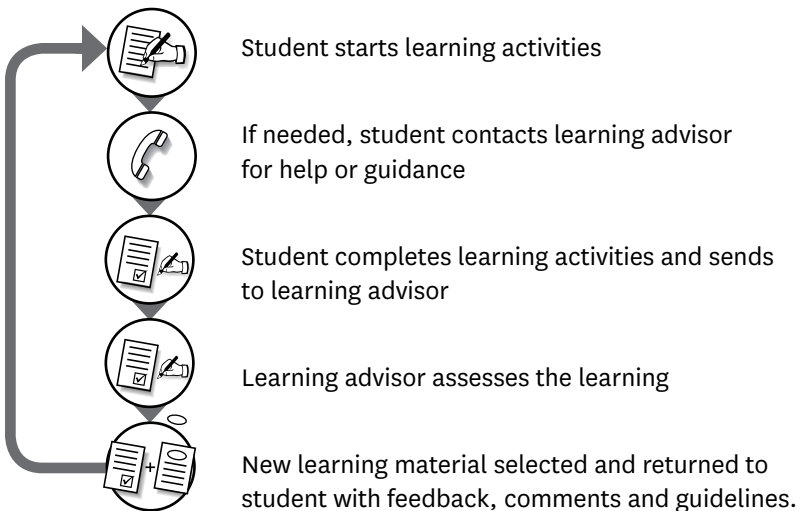 Student starts learning activities
If needed, student contacts learning advisor
for help or guidance
Student completes learning activities and sends
to learning advisor
Learning advisor assesses the learning
New learning material selected and returned to
student with feedback, comments and guidelines.